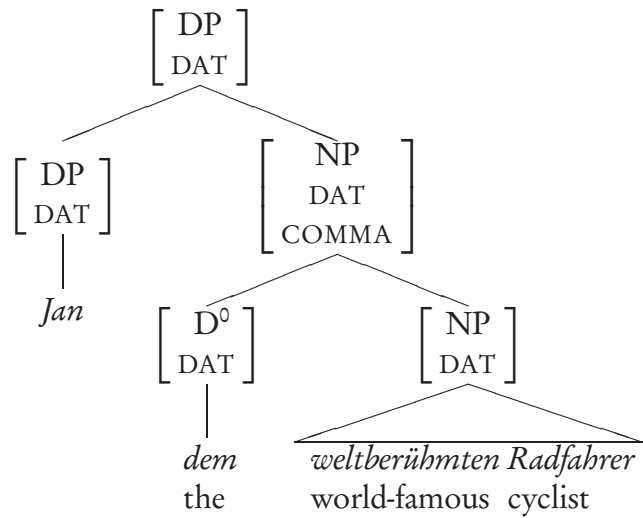 DP
DAT
DP
DAT
NP
DAT
COMMA
Jan
D⁰
DAT
NP
DAT
dem weltberühmten Radfahrer
the world-famous cyclist